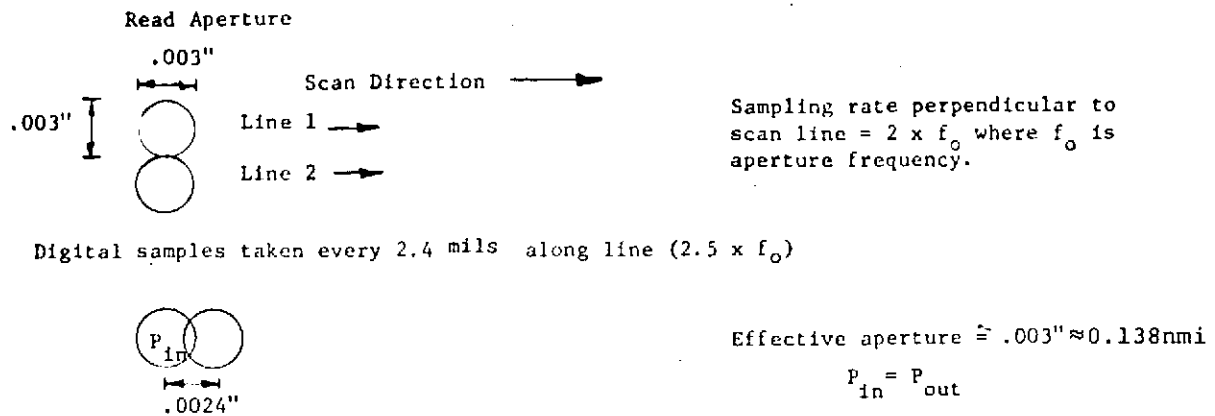 Read Aperture
.003"
Scan Direction
.003"
Line 1
Line 2
Sampling rate perpendicular to
scan line = 2 x f_o where f_o is
aperture frequency.
Digital samples taken every 2.4 mils along line (2.5 x f_o)
P_in
.0024"
Effective aperture ≐ .003" ≈ 0.138nmi
P_in = P_out